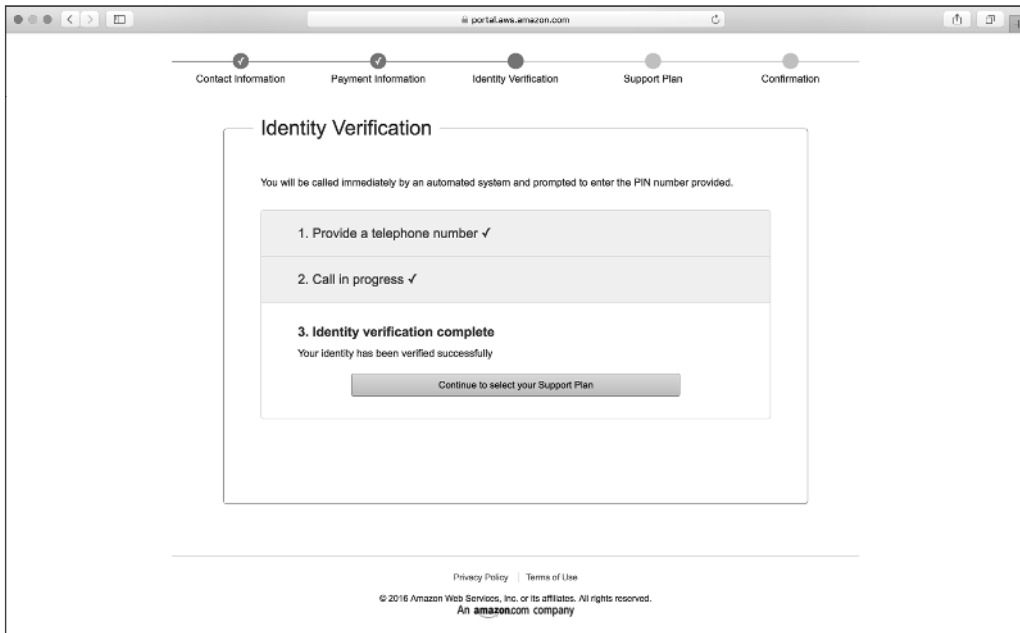 portal.aws.amazon.com
Contact Information Payment Information Identity Verification Support Plan Confirmation
Identity Verification
You will be called immediately by an automated system and prompted to enter the PIN number provided.
1. Provide a telephone number ✓
2. Call in progress ✓
3. Identity verification complete
Your identity has been verified successfully
Continue to select your Support Plan
Privacy Policy | Terms of Use
© 2016 Amazon Web Services, Inc. or its affiliates. All rights reserved.
An amazon.com company